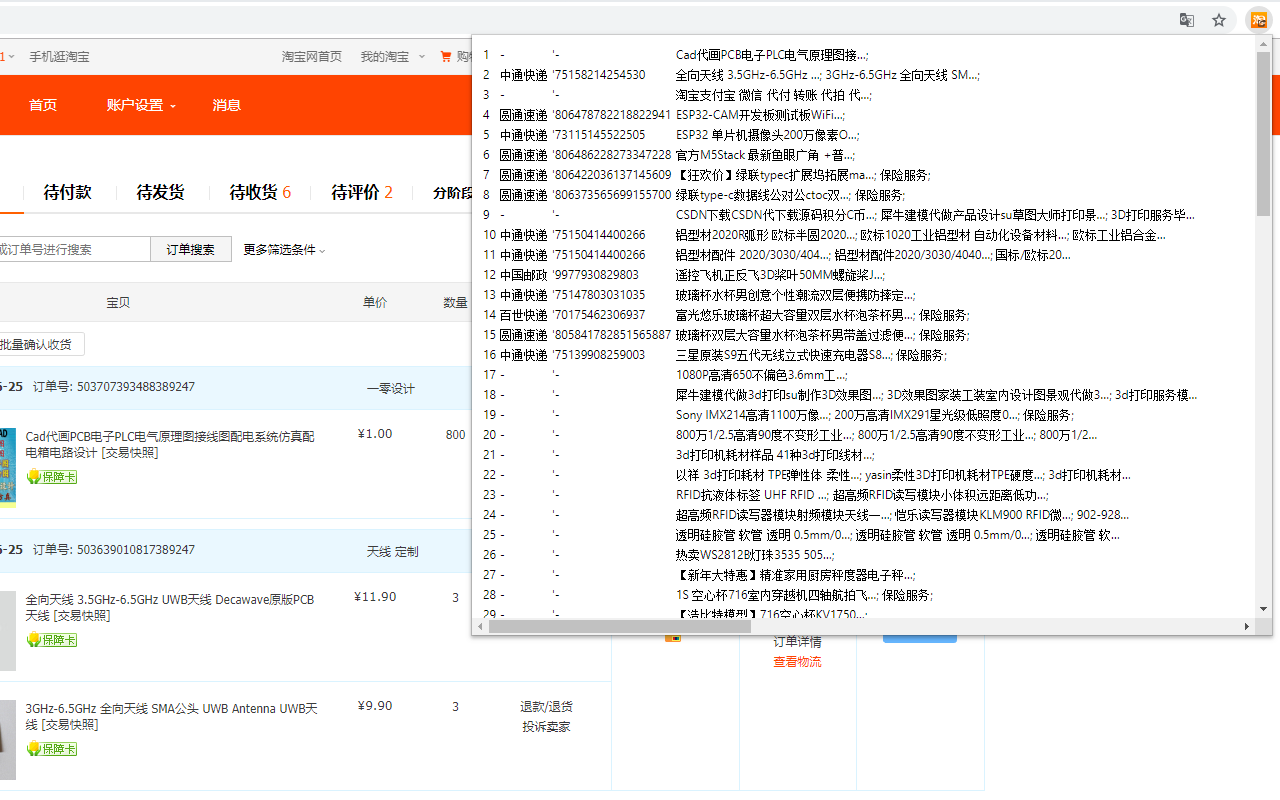 1
手机逛淘宝
淘宝网首页
我的淘宝
首页
账户设置
消息
待付款
待发货
待收货 6
待评价 2
分阶段
或订单号进行搜索
订单搜索
更多筛选条件
宝贝
单价
数量
批量确认收货
-25 订单号: 503707393488389247
一零设计
Cad代画PCB电子PLC电气原理图接线图配电系统仿真配
电箱电路设计 [交易快照]
¥1.00
800
保障卡
-25 订单号: 503639010817389247
天线 定制
全向天线 3.5GHz-6.5GHz UWB天线 Decawave原版PCB
天线 [交易快照]
¥11.90
3
保障卡
订单详情
查看物流
3GHz-6.5GHz 全向天线 SMA公头 UWB Antenna UWB天
线 [交易快照]
¥9.90
3
退款/退货
投诉卖家
保障卡
1 - '- Cad代画PCB电子PLC电气原理图接...;
2 中通快递 '75158214254530 全向天线 3.5GHz-6.5GHz ...; 3GHz-6.5GHz 全向天线 SM...;
3 - '- 淘宝支付宝 微信 代付 转账 代拍 代...;
4 圆通速递 '806478782218822941 ESP32-CAM开发板测试板WiFi...;
5 中通快递 '73115145522505 ESP32 单片机摄像头200万像素O...;
6 圆通速递 '806486228273347228 官方M5Stack 最新鱼眼广角 +普...;
7 圆通速递 '806422036137145609 【狂欢价】绿联typec扩展坞拓展ma...; 保险服务;
8 圆通速递 '806373565699155700 绿联type-c数据线公对公ctoc双...; 保险服务;
9 - '- CSDN下载CSDN代下载源码积分C币...; 犀牛建模代做产品设计su草图大师打印景...; 3D打印服务毕...
10 中通快递 '75150414400266 铝型材2020R弧形 欧标半圆2020...; 欧标1020工业铝型材 自动化设备材料...; 欧标工业铝合金...
11 中通快递 '75150414400266 铝型材配件 2020/3030/404...; 铝型材配件2020/3030/4040...; 国标/欧标20...
12 中国邮政 '9977930829803 遥控飞机正反飞3D桨叶50MM螺旋桨J...;
13 中通快递 '75147803031035 玻璃杯水杯男创意个性潮流双层便携防摔定...;
14 百世快递 '70175462306937 富光悠乐玻璃杯超大容量双层水杯泡茶杯男...; 保险服务;
15 圆通速递 '805841782851565887 玻璃杯双层大容量水杯泡茶杯男带盖过滤便...; 保险服务;
16 中通快递 '75139908259003 三星原装S9五代无线立式快速充电器S8...; 保险服务;
17 - '- 1080P高清650不偏色3.6mm工...;
18 - '- 犀牛建模代做3d打印su制作3D效果图...; 3D效果图家装工装室内设计图景观代做3...; 3d打印服务模...
19 - '- Sony IMX214高清1100万像...; 200万高清IMX291星光级低照度0...; 保险服务;
20 - '- 800万1/2.5高清90度不变形工业...; 800万1/2.5高清90度不变形工业...; 800万1/2...
21 - '- 3d打印机耗材样品 41种3d打印线材...;
22 - '- 以祥 3d打印耗材 TPE弹性体 柔性...; yasin柔性3D打印机耗材TPE硬度...; 3d打印机耗材...
23 - '- RFID抗液体标签 UHF RFID ...; 超高频RFID读写模块小体积远距离低功...;
24 - '- 超高频RFID读写器模块射频模块天线一...; 恺乐读写器模块KLM900 RFID微...; 902-928...
25 - '- 透明硅胶管 软管 透明 0.5mm/0...; 透明硅胶管 软管 透明 0.5mm/0...; 透明硅胶管 软...
26 - '- 热卖WS2812B灯珠3535 505...;
27 - '- 【新年大特惠】精准家用厨房秤度器电子秤...;
28 - '- 1S 空心杯716室内穿越机四轴航拍飞...; 保险服务;
29 - '- 【浩比特模型】716空心杯KV1750...;